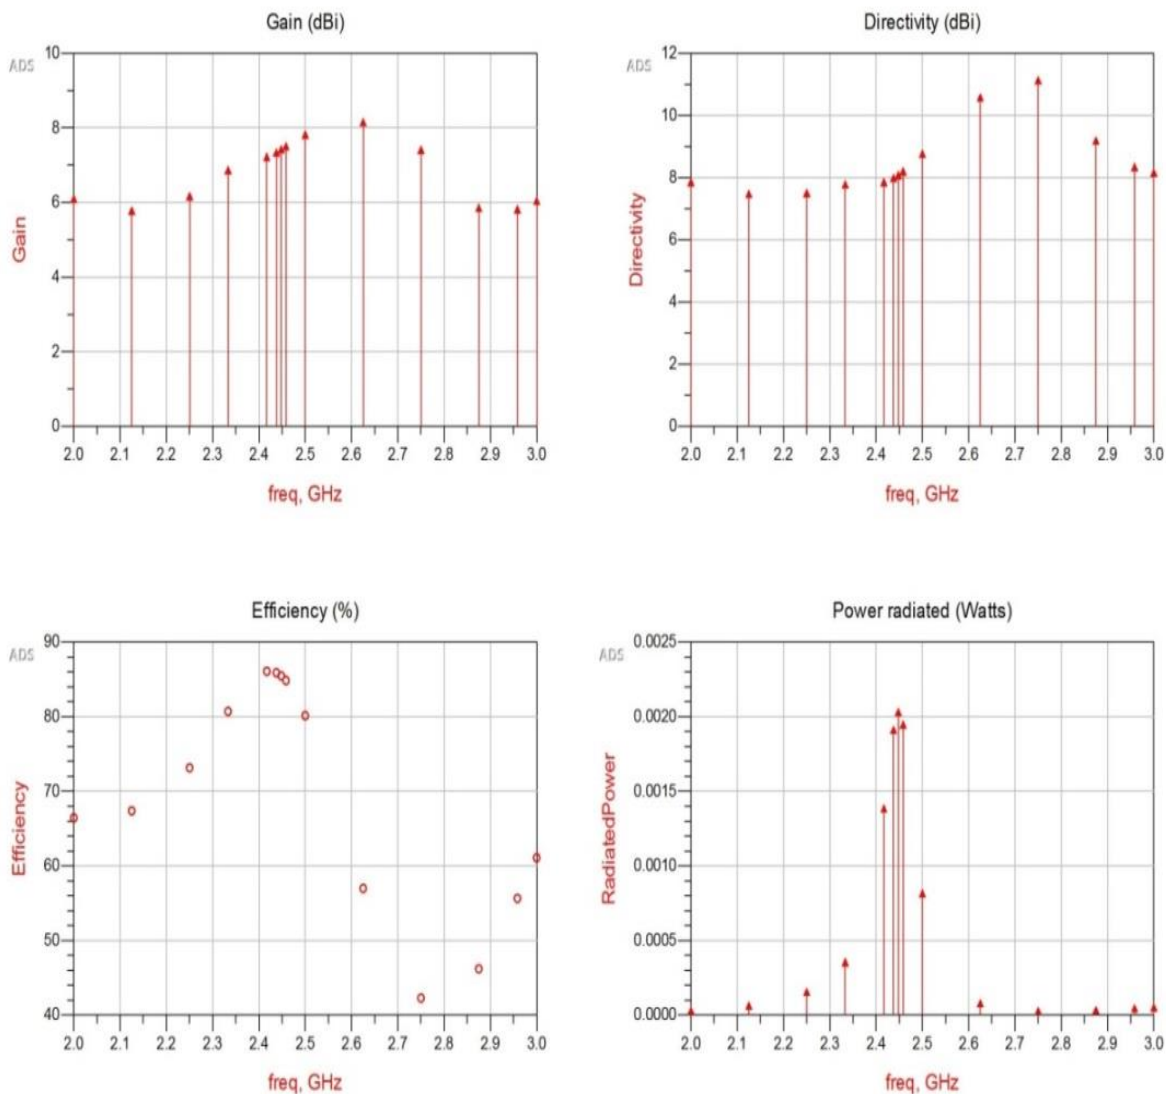 Gain (dBi)
ADS
10
8
6
4
2
0
Gain
2.0 2.1 2.2 2.3 2.4 2.5 2.6 2.7 2.8 2.9 3.0
freq, GHz
Directivity (dBi)
ADS
12
10
8
6
4
2
0
Directivity
2.0 2.1 2.2 2.3 2.4 2.5 2.6 2.7 2.8 2.9 3.0
freq, GHz
Efficiency (%)
ADS
90
80
70
60
50
40
Efficiency
2.0 2.1 2.2 2.3 2.4 2.5 2.6 2.7 2.8 2.9 3.0
freq, GHz
Power radiated (Watts)
ADS
0.0025
0.0020
0.0015
0.0010
0.0005
0.0000
RadiatedPower
2.0 2.1 2.2 2.3 2.4 2.5 2.6 2.7 2.8 2.9 3.0
freq, GHz